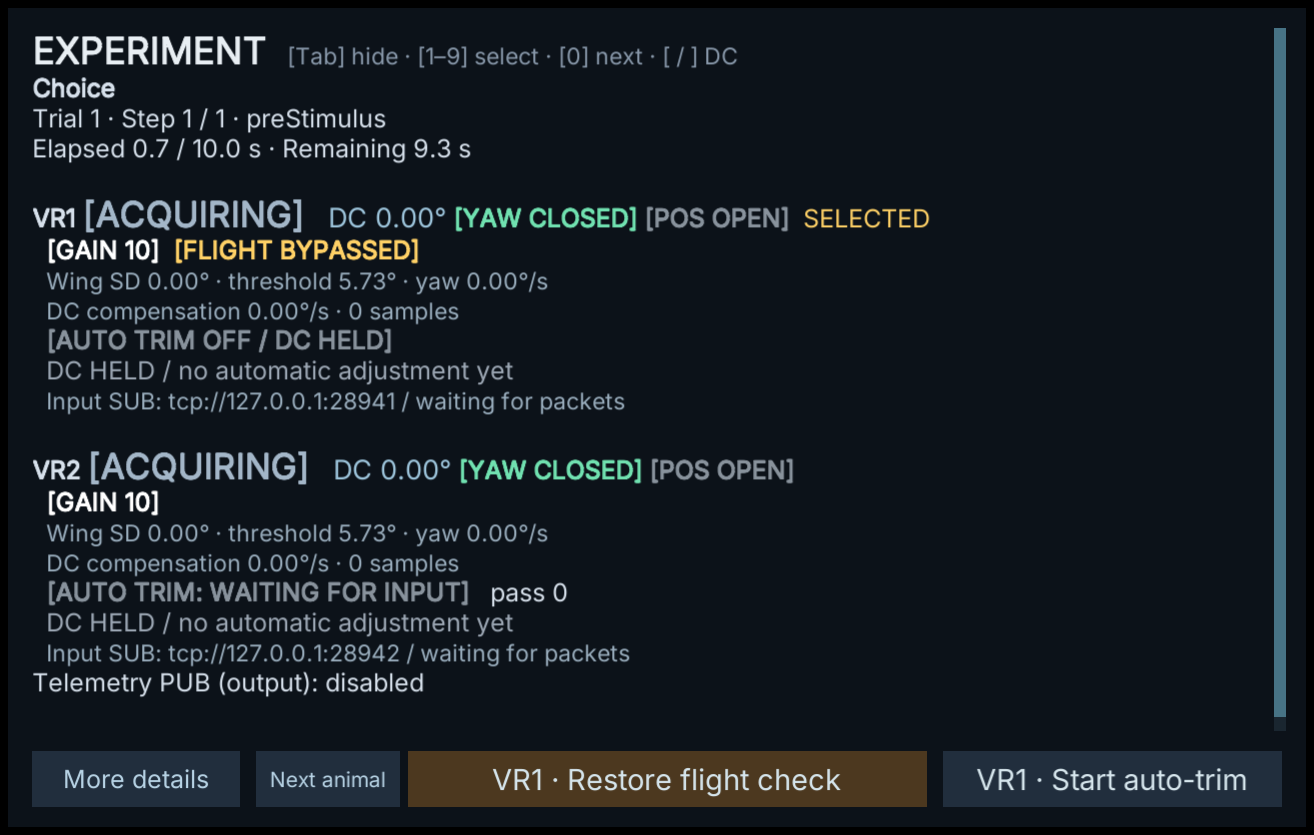 EXPERIMENT [Tab] hide · [1–9] select · [0] next · [ / ] DC
Choice
Trial 1 · Step 1 / 1 · preStimulus
Elapsed 0.7 / 10.0 s · Remaining 9.3 s
VR1 [ACQUIRING] DC 0.00° [YAW CLOSED] [POS OPEN] SELECTED
[GAIN 10] [FLIGHT BYPASSED]
Wing SD 0.00° · threshold 5.73° · yaw 0.00°/s
DC compensation 0.00°/s · 0 samples
[AUTO TRIM OFF / DC HELD]
DC HELD / no automatic adjustment yet
Input SUB: tcp://127.0.0.1:28941 / waiting for packets
VR2 [ACQUIRING] DC 0.00° [YAW CLOSED] [POS OPEN]
[GAIN 10]
Wing SD 0.00° · threshold 5.73° · yaw 0.00°/s
DC compensation 0.00°/s · 0 samples
[AUTO TRIM: WAITING FOR INPUT] pass 0
DC HELD / no automatic adjustment yet
Input SUB: tcp://127.0.0.1:28942 / waiting for packets
Telemetry PUB (output): disabled
More details Next animal VR1 · Restore flight check VR1 · Start auto-trim